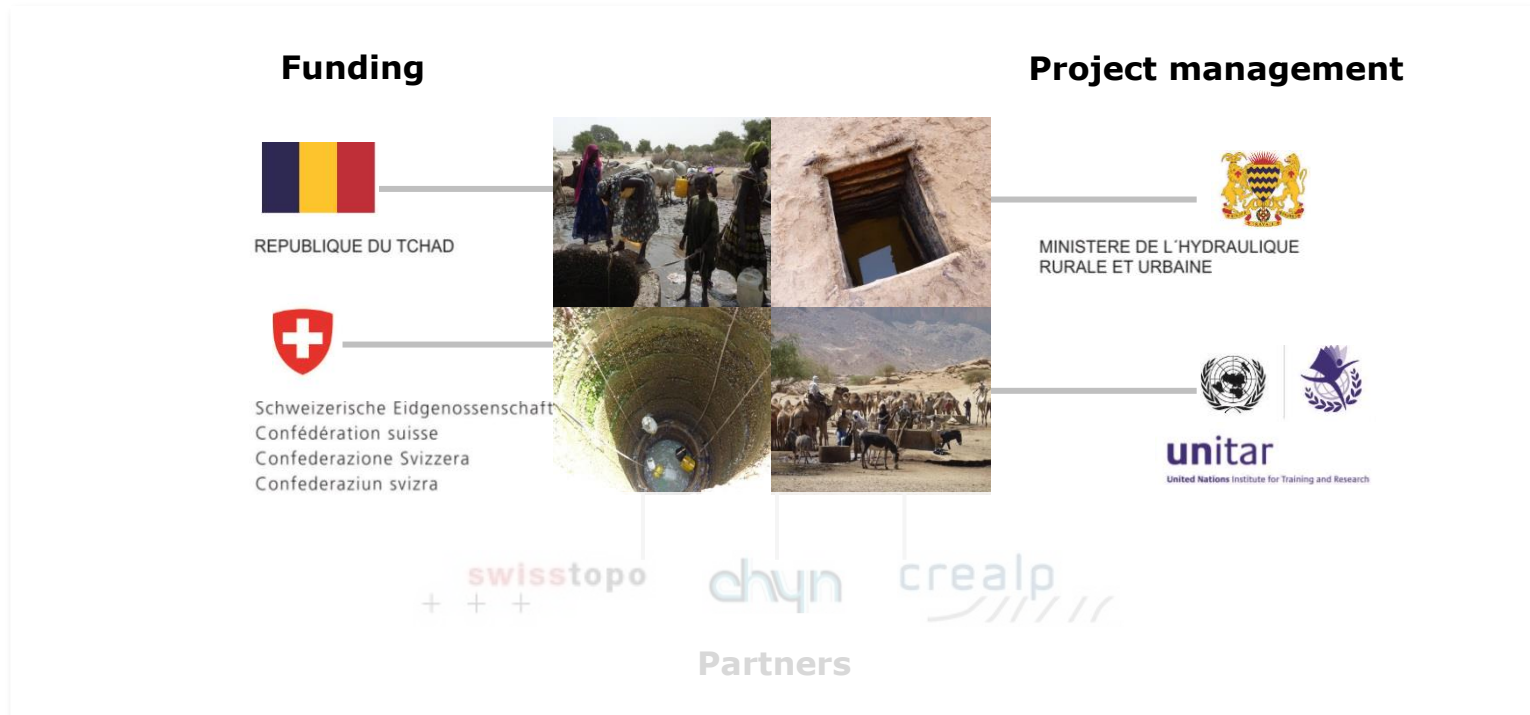 Funding
Project management
REPUBLIQUE DU TCHAD
MINISTERE DE L´HYDRAULIQUE
RURALE ET URBAINE
Schweizerische Eidgenossenschaft
Confédération suisse
Confederazione Svizzera
Confederaziun svizra
unitar
United Nations Institute for Training and Research
swisstopo
chyn
crealp
Partners